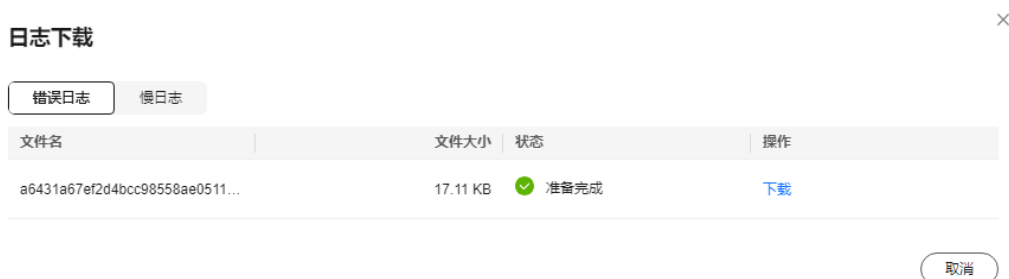 日志下载
错误日志 慢日志
文件名 文件大小 状态 操作
a6431a67ef2d4bcc98558ae0511... 17.11 KB 准备完成 下载
取消